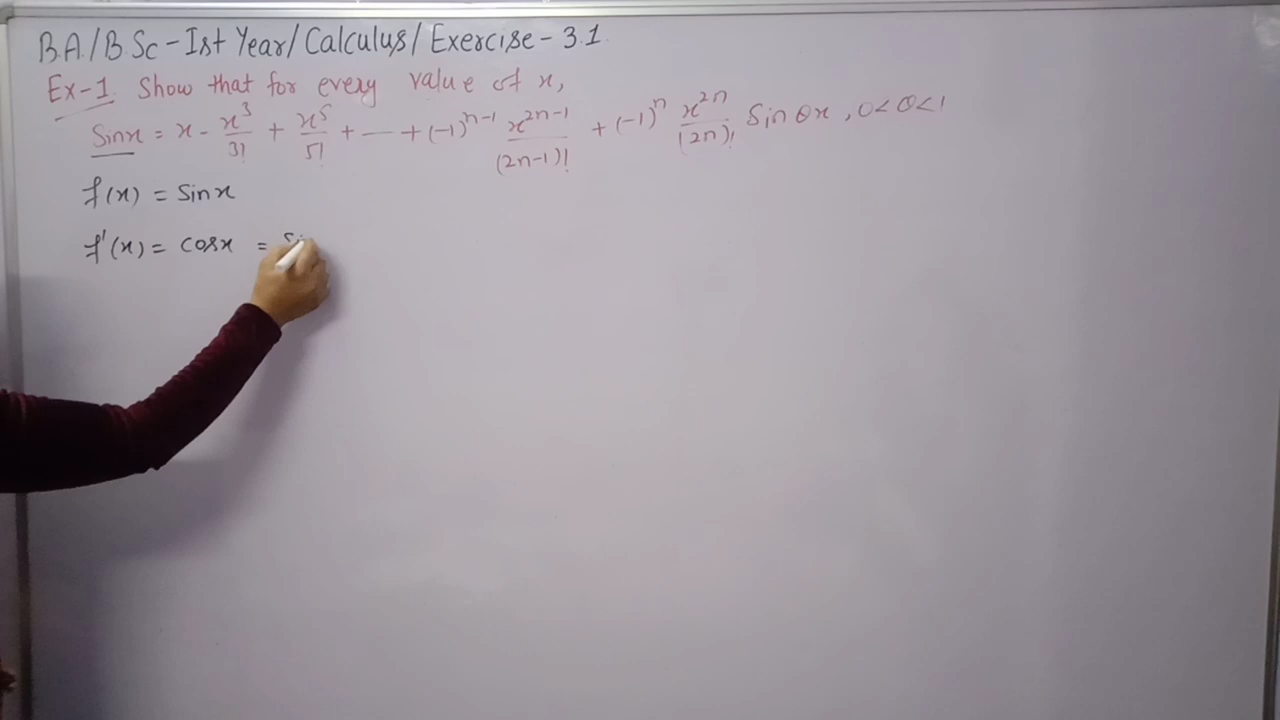 B.A./B.Sc-Ist Year/Calculus/Exercise-3.1
Ex-1. Show that for every value of x,
Sinx = x - x³/3! + x⁵/5! + --- + (-1)ⁿ⁻¹ x²ⁿ⁻¹/(2n-1)! + (-1)ⁿ x²ⁿ/(2n)! Sin θx, 0<θ<1
f(x) = Sinx
f'(x) = cosx = Si